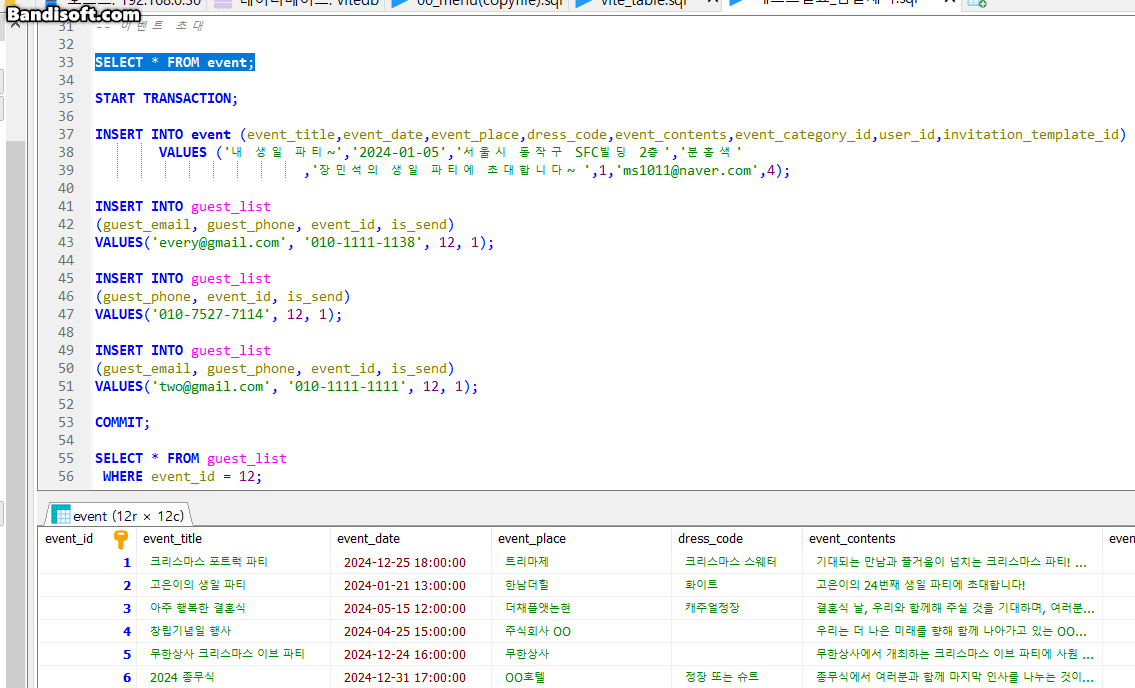 Bandisoft.com
31 -- 이벤트 초대
32
33 SELECT * FROM event;
34
35 START TRANSACTION;
36
37 INSERT INTO event (event_title,event_date,event_place,dress_code,event_contents,event_category_id,user_id,invitation_template_id)
38 VALUES ('내 생일 파티~','2024-01-05','서울시 동작구 SFC빌딩 2층','분홍색'
39 ,'장민석의 생일 파티에 초대합니다~ ',1,'ms1011@naver.com',4);
40
41 INSERT INTO guest_list
42 (guest_email, guest_phone, event_id, is_send)
43 VALUES('every@gmail.com', '010-1111-1138', 12, 1);
44
45 INSERT INTO guest_list
46 (guest_phone, event_id, is_send)
47 VALUES('010-7527-7114', 12, 1);
48
49 INSERT INTO guest_list
50 (guest_email, guest_phone, event_id, is_send)
51 VALUES('two@gmail.com', '010-1111-1111', 12, 1);
52
53 COMMIT;
54
55 SELECT * FROM guest_list
56 WHERE event_id = 12;
event (12r × 12c)
event_id event_title event_date event_place dress_code event_contents even
1 크리스마스 포트럭 파티 2024-12-25 18:00:00 트리마제 크리스마스 스웨터 기대되는 만남과 즐거움이 넘치는 크리스마스 파티! ...
2 고은이의 생일 파티 2024-01-21 13:00:00 한남더힐 화이트 고은이의 24번째 생일 파티에 초대합니다!
3 아주 행복한 결혼식 2024-05-15 12:00:00 더채플앳논현 캐주얼정장 결혼식 날, 우리와 함께해 주실 것을 기대하며, 여러분...
4 창립기념일 행사 2024-04-25 15:00:00 주식회사 OO 우리는 더 나은 미래를 향해 함께 나아가고 있는 OO...
5 무한상사 크리스마스 이브 파티 2024-12-24 16:00:00 무한상사 무한상사에서 개최하는 크리스마스 이브 파티에 사원 ...
6 2024 종무식 2024-12-31 17:00:00 OO호텔 정장 또는 슈트 종무식에서 여러분과 함께 마지막 인사를 나누는 것이...